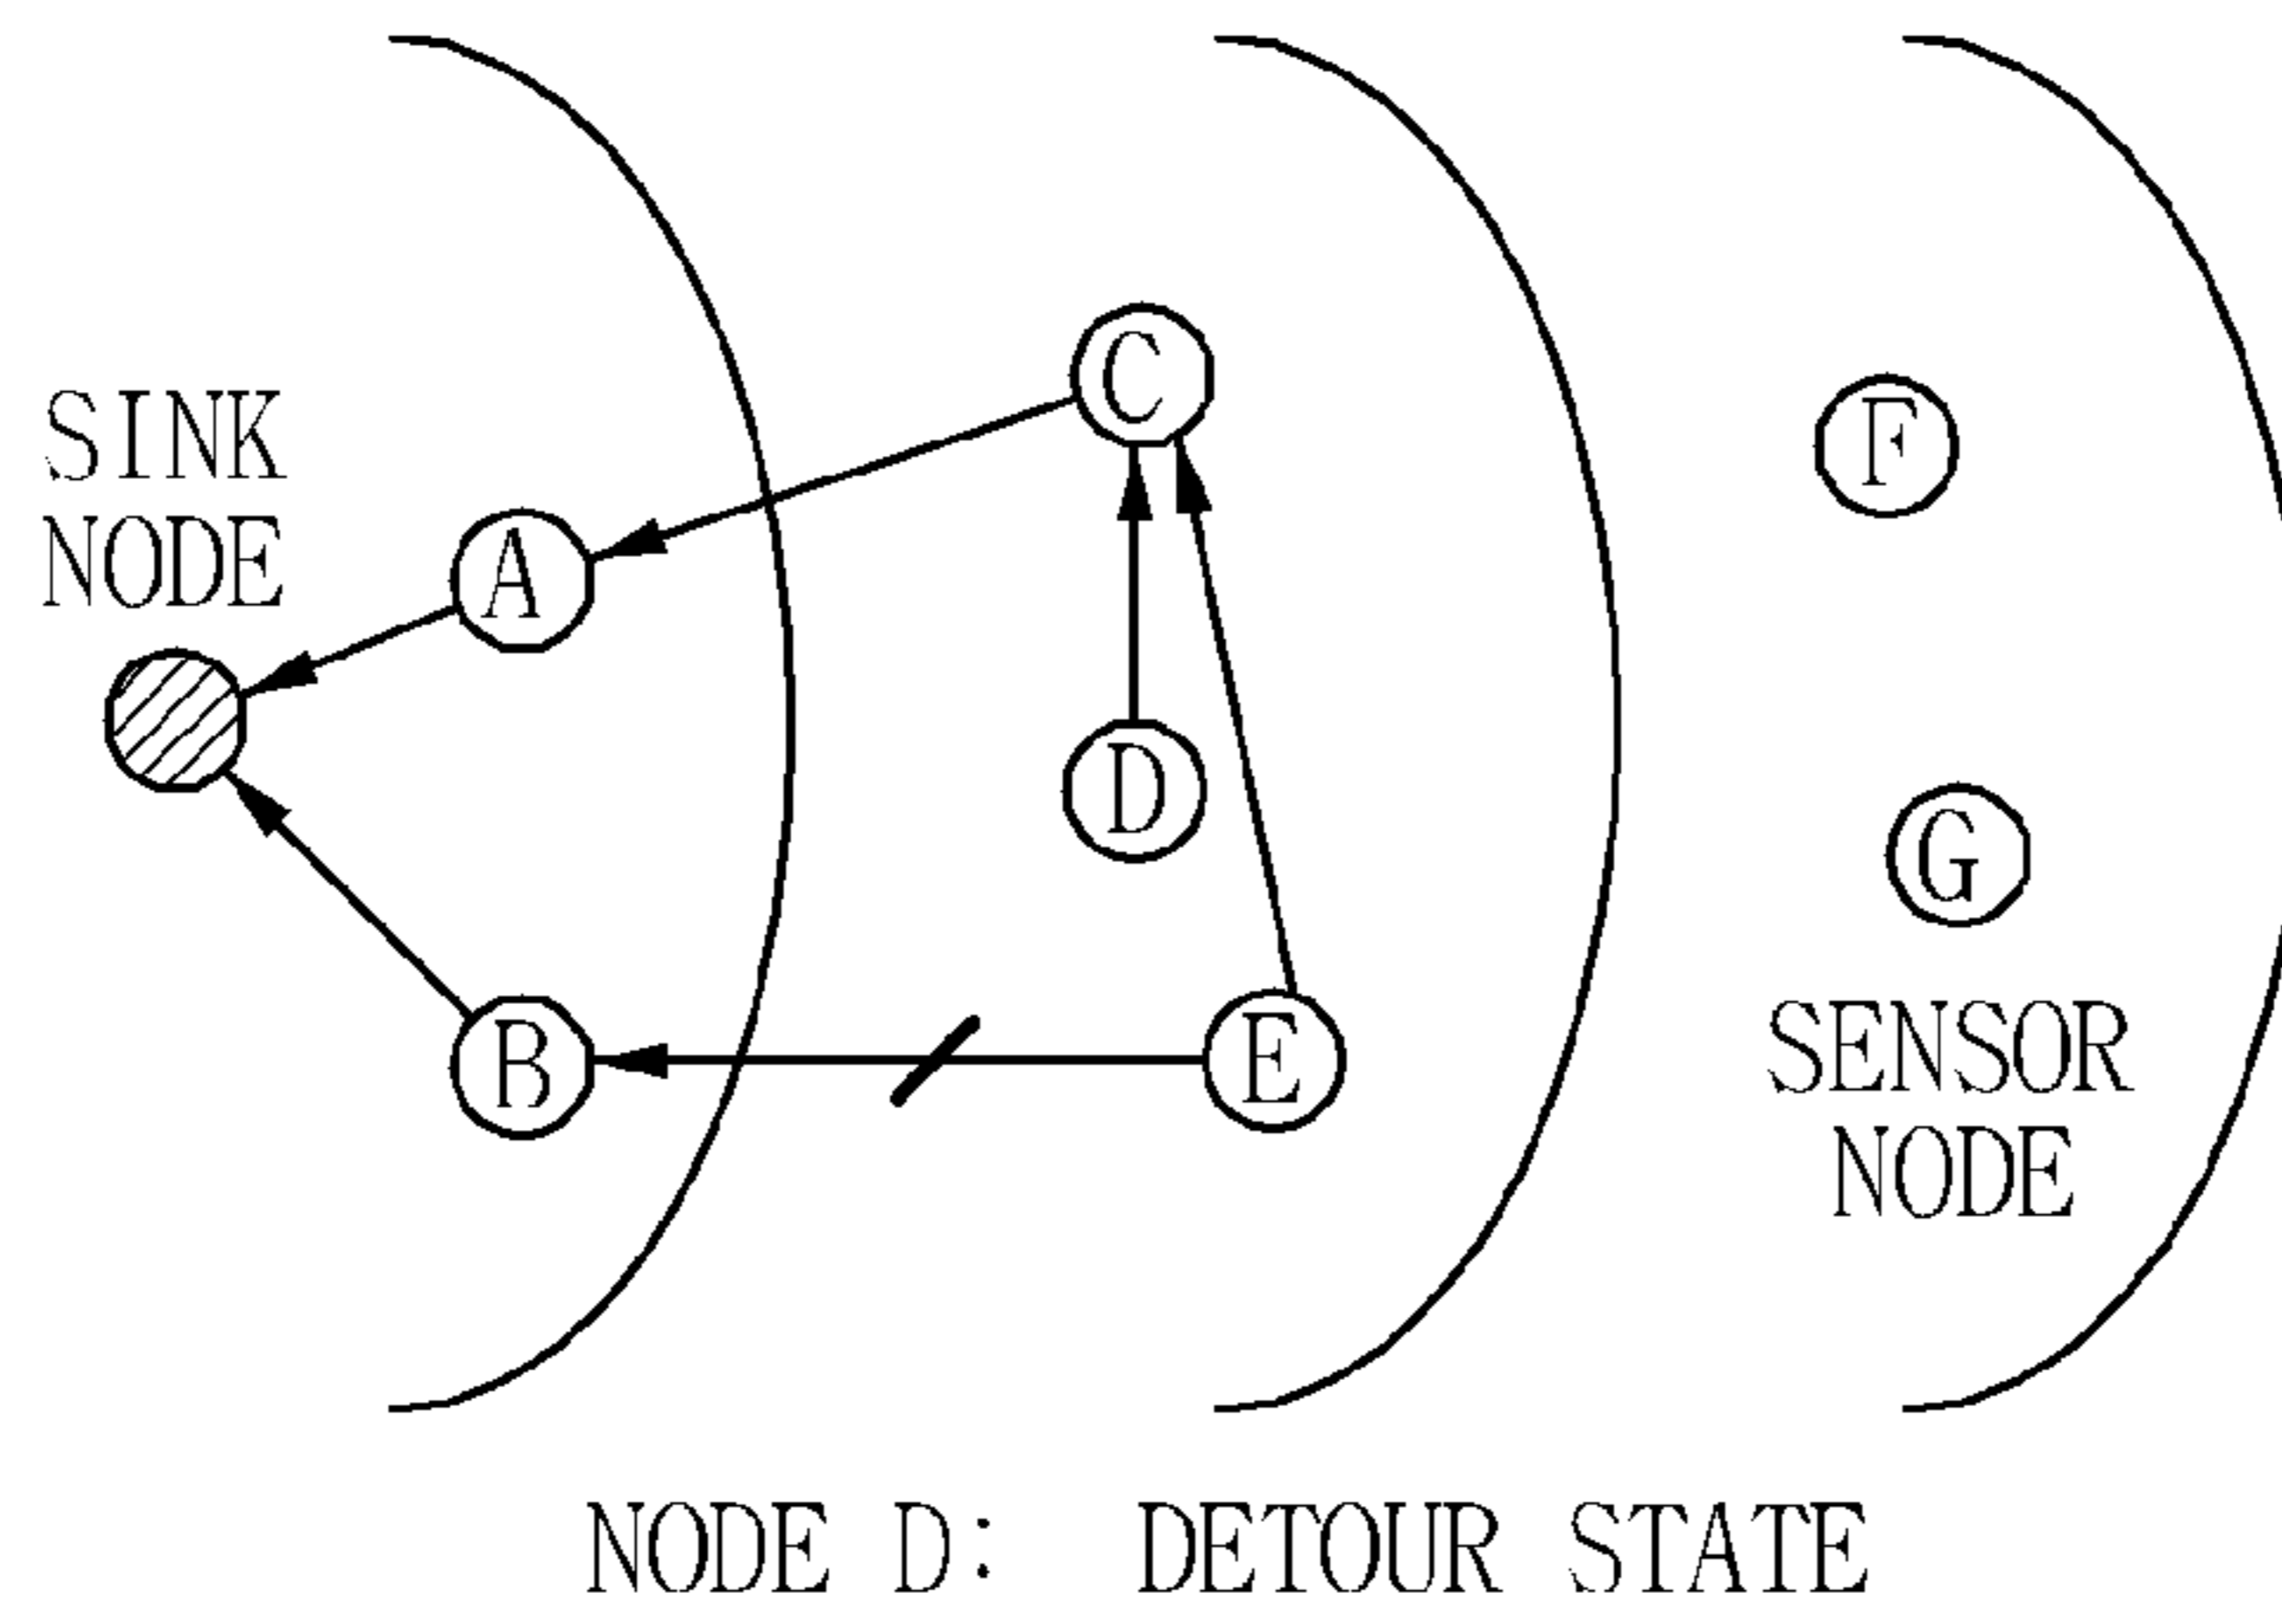 SINK
NODE
C
F
A
D
G
B
E
SENSOR
NODE
NODE D: DETOUR STATE